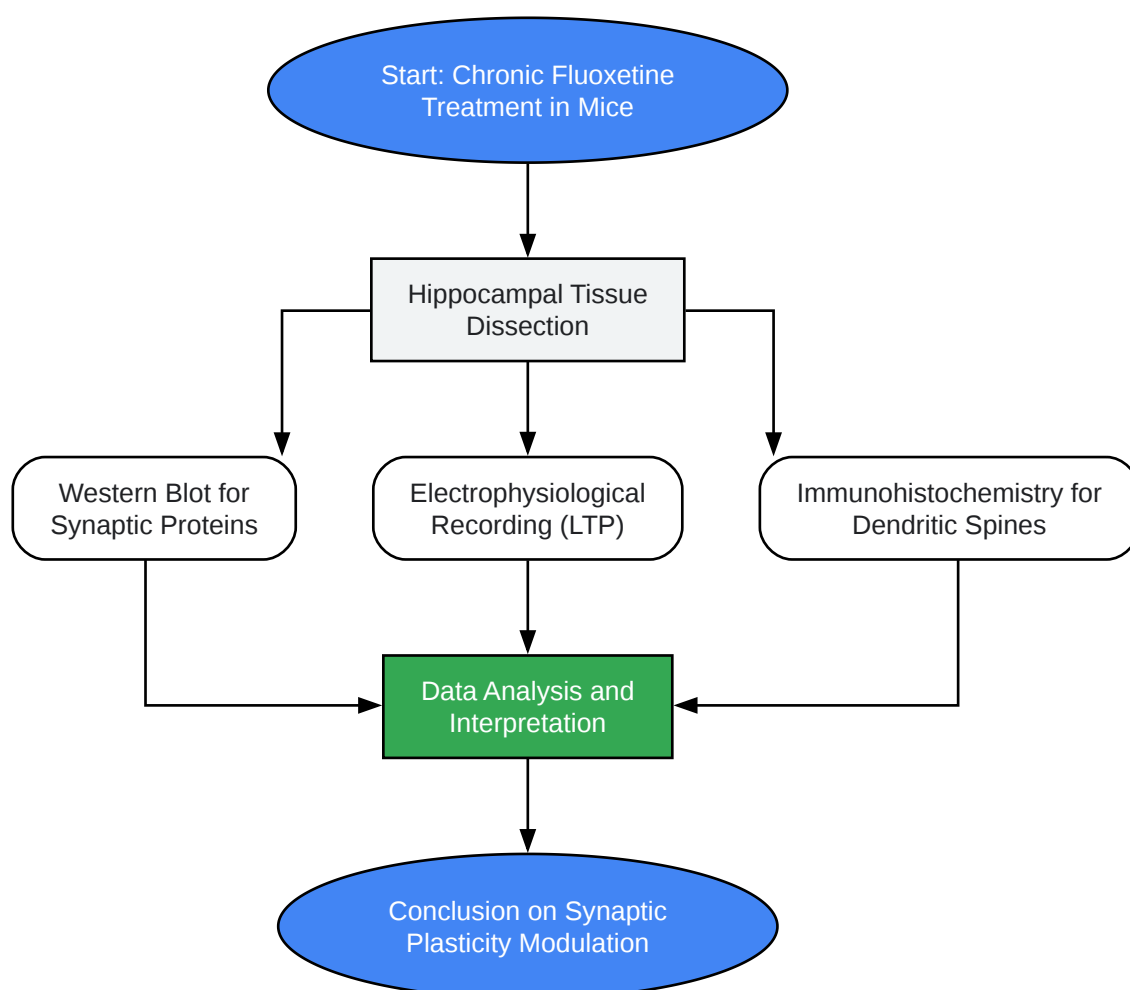 Start: Chronic Fluoxetine
Treatment in Mice
Hippocampal Tissue
Dissection
Western Blot for
Synaptic Proteins
Electrophysiological
Recording (LTP)
Immunohistochemistry for
Dendritic Spines
Data Analysis and
Interpretation
Conclusion on Synaptic
Plasticity Modulation